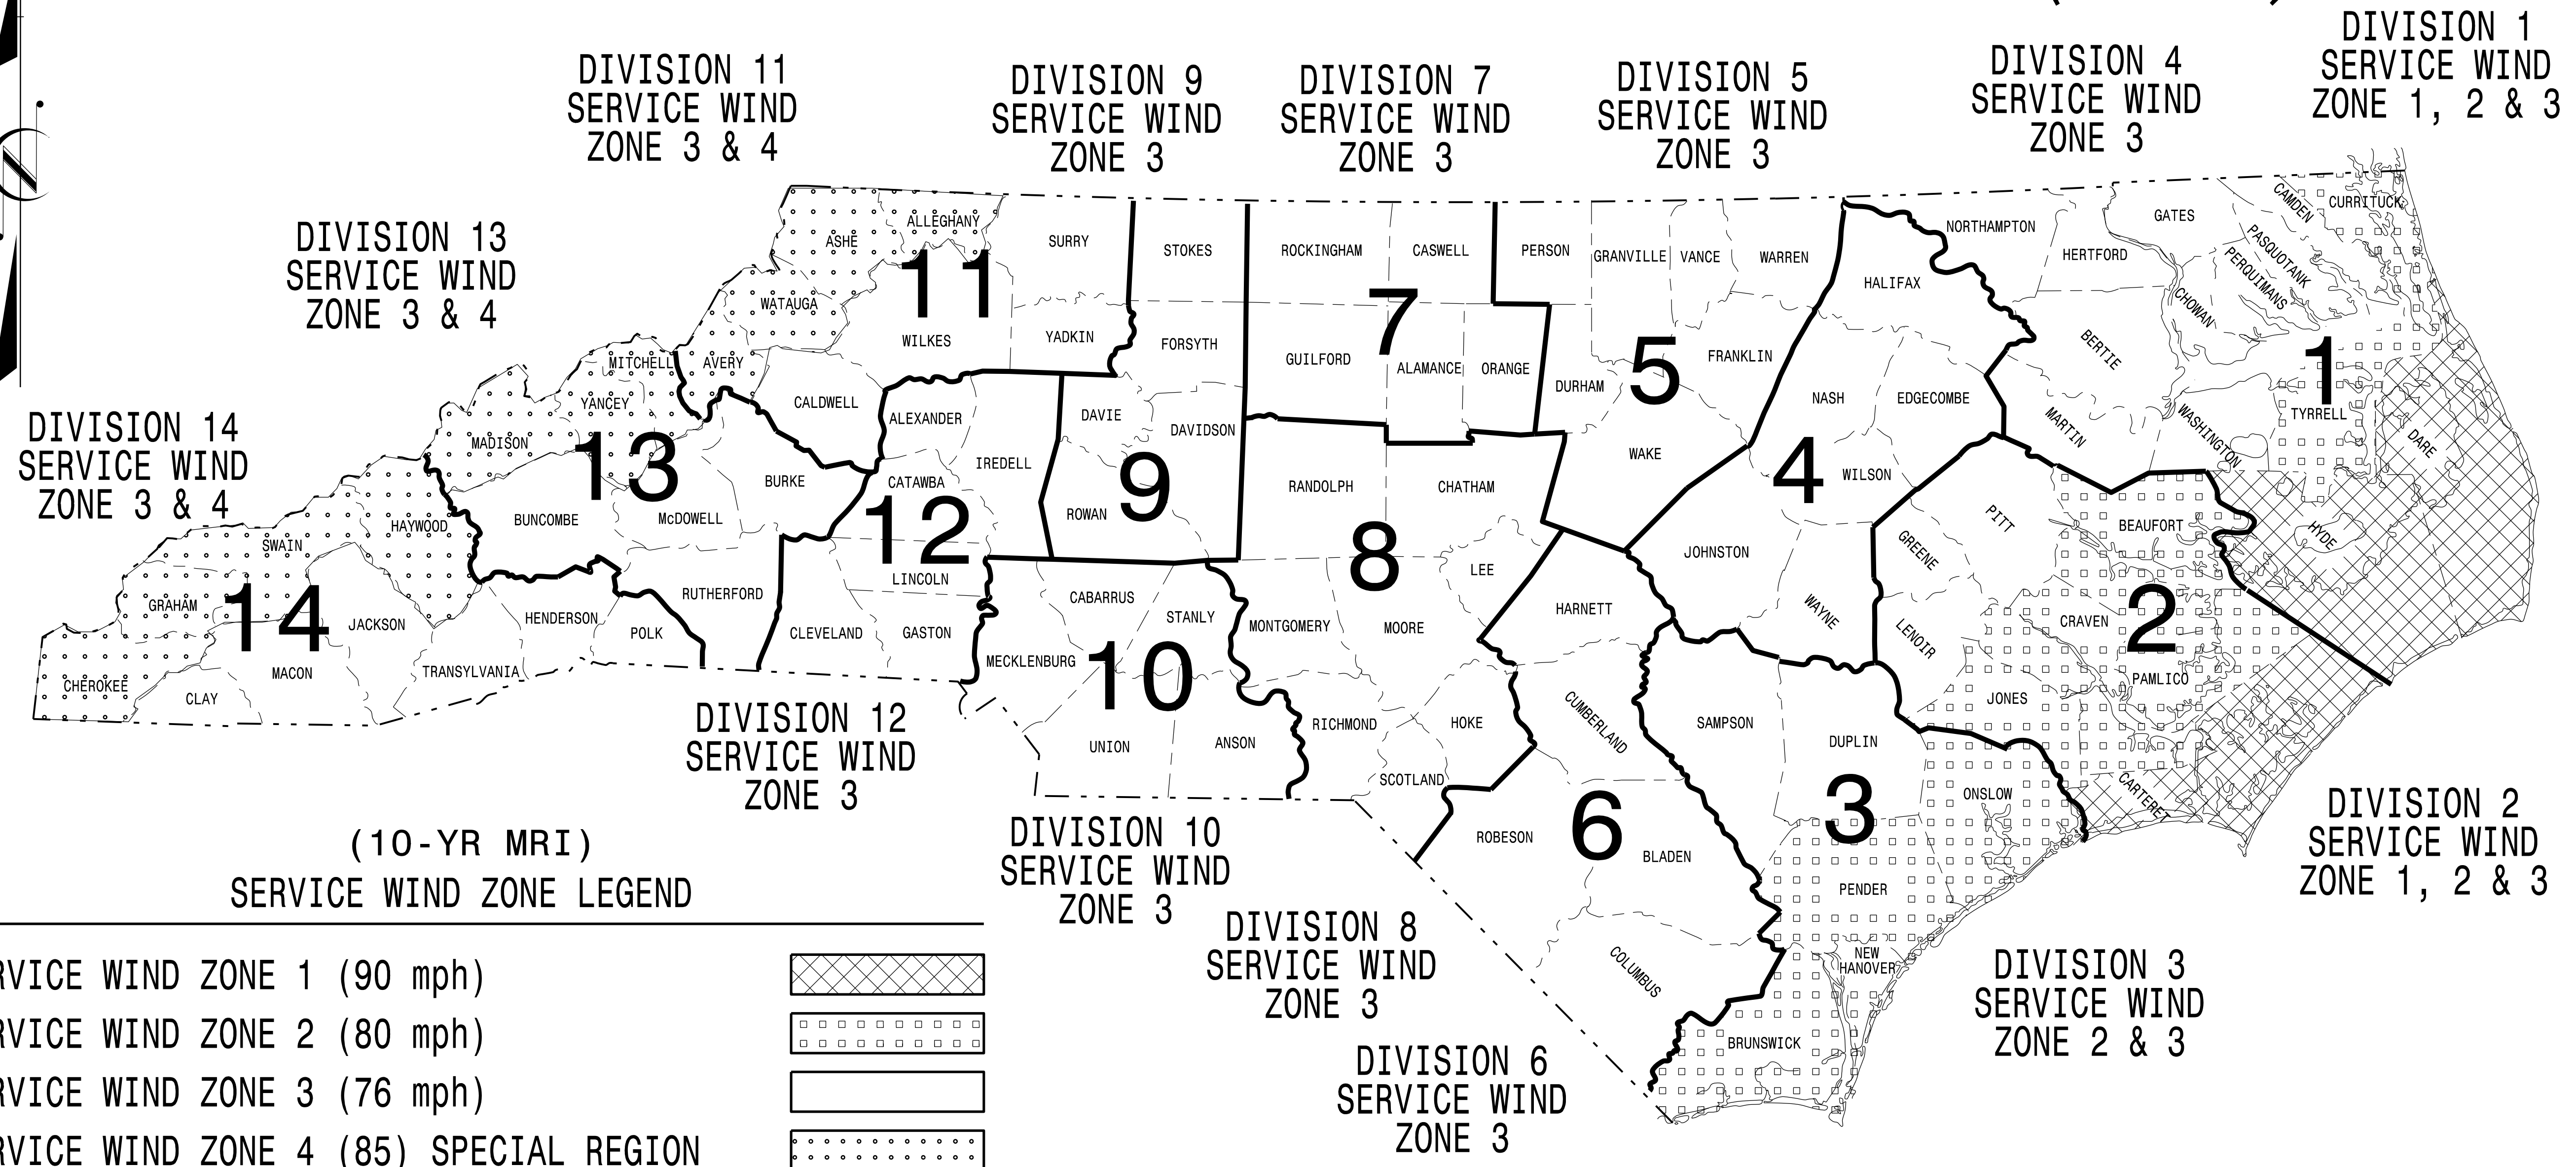 DIVISION 1
SERVICE WIND
ZONE 1, 2 & 3
DIVISION 4
SERVICE WIND
ZONE 3
DIVISION 5
SERVICE WIND
ZONE 3
DIVISION 7
SERVICE WIND
ZONE 3
DIVISION 9
SERVICE WIND
ZONE 3
DIVISION 11
SERVICE WIND
ZONE 3 & 4
DIVISION 13
SERVICE WIND
ZONE 3 & 4
DIVISION 14
SERVICE WIND
ZONE 3 & 4
N
ASHE
ALLEGHANY
SURRY
WATAUGA
11
WILKES
YADKIN
AVERY
CALDWELL
STOKES
FORSYTH
DAVIE
DAVIDSON
9
ROWAN
ROCKINGHAM
CASWELL
7
GUILFORD
ALAMANCE
ORANGE
PERSON
GRANVILLE
VANCE
WARREN
FRANKLIN
5
DURHAM
WAKE
HALIFAX
NASH
EDGECOMBE
4
WILSON
JOHNSTON
WAYNE
NORTHAMPTON
HERTFORD
GATES
CAMDEN
CURRITUCK
PASQUOTANK
PERQUIMANS
CHOWAN
BERTIE
1
MARTIN
WASHINGTON
TYRRELL
DARE
HYDE
MITCHELL
YANCEY
MADISON
13
BUNCOMBE
McDOWELL
BURKE
RUTHERFORD
ALEXANDER
IREDELL
CATAWBA
12
LINCOLN
CLEVELAND
GASTON
HAYWOOD
SWAIN
GRAHAM
14
JACKSON
HENDERSON
POLK
MACON
TRANSYLVANIA
CHEROKEE
CLAY
RANDOLPH
CHATHAM
8
LEE
MONTGOMERY
MOORE
RICHMOND
HOKE
SCOTLAND
CABARRUS
STANLY
MECKLENBURG
10
UNION
ANSON
HARNETT
CUMBERLAND
6
ROBESON
BLADEN
COLUMBUS
SAMPSON
DUPLIN
3
ONSLOW
PENDER
NEW
HANOVER
BRUNSWICK
PITT
GREENE
BEAUFORT
LENOIR
CRAVEN
2
PAMLICO
JONES
CARTERET
DIVISION 12
SERVICE WIND
ZONE 3
DIVISION 10
SERVICE WIND
ZONE 3
DIVISION 8
SERVICE WIND
ZONE 3
DIVISION 6
SERVICE WIND
ZONE 3
DIVISION 3
SERVICE WIND
ZONE 2 & 3
DIVISION 2
SERVICE WIND
ZONE 1, 2 & 3
(10-YR MRI)
SERVICE WIND ZONE LEGEND
RVICE WIND ZONE 1 (90 mph)
RVICE WIND ZONE 2 (80 mph)
RVICE WIND ZONE 3 (76 mph)
RVICE WIND ZONE 4 (85) SPECIAL REGION